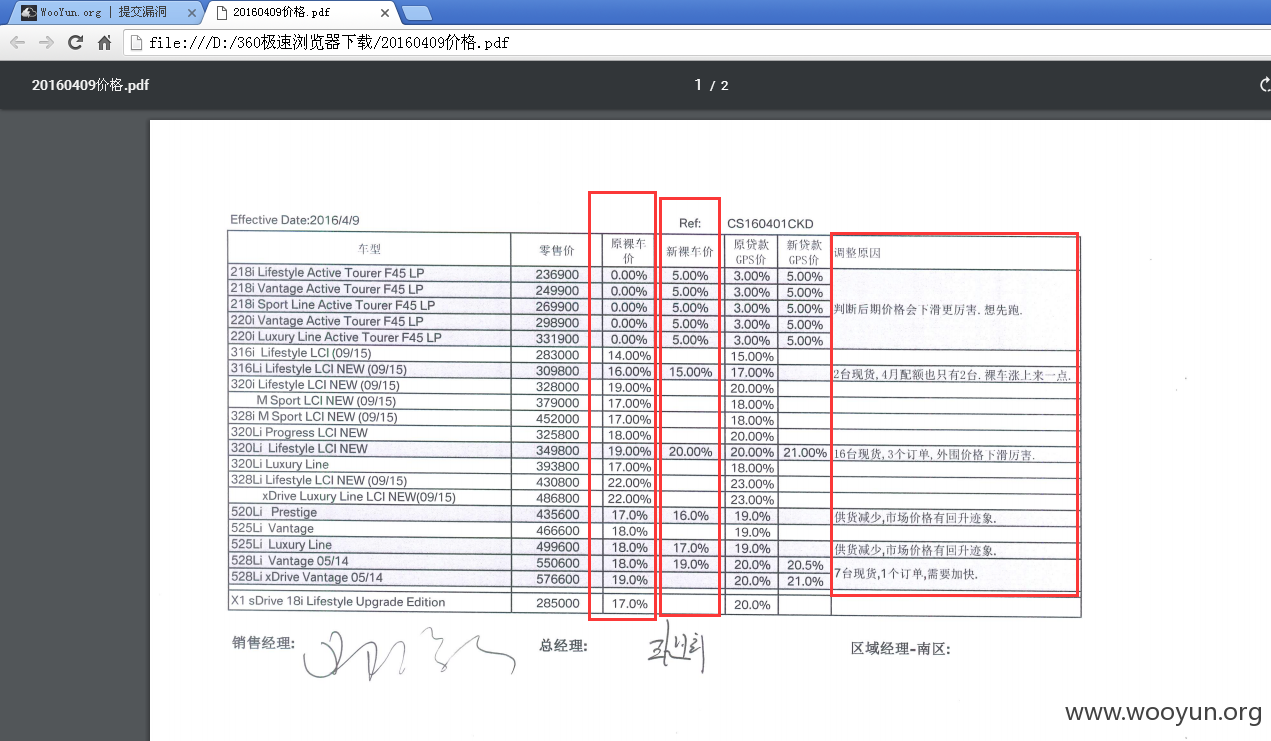 WooYun.org | 提交漏洞
20160409价格.pdf
file:///D:/360极速浏览器下载/20160409价格.pdf
20160409价格.pdf
1 / 2
Effective Date:2016/4/9 Ref: CS160401CKD
车型 零售价 原裸车价 新裸车价 原贷款GPS价 新贷款GPS价 调整原因
218i Lifestyle Active Tourer F45 LP 236900 0.00% 5.00% 3.00% 5.00%
218i Vantage Active Tourer F45 LP 249900 0.00% 5.00% 3.00% 5.00%
218i Sport Line Active Tourer F45 LP 269900 0.00% 5.00% 3.00% 5.00% 判断后期价格会下滑更厉害. 想先跑.
220i Vantage Active Tourer F45 LP 298900 0.00% 5.00% 3.00% 5.00%
220i Luxury Line Active Tourer F45 LP 331900 0.00% 5.00% 3.00% 5.00%
316i Lifestyle LCI (09/15) 283000 14.00% 15.00%
316Li Lifestyle LCI NEW (09/15) 309800 16.00% 15.00% 17.00% 2台现货, 4月配额也只有2台. 裸车涨上来一点.
320i Lifestyle LCI NEW (09/15) 328000 19.00% 20.00%
M Sport LCI NEW (09/15) 379000 17.00% 18.00%
328i M Sport LCI NEW (09/15) 452000 17.00% 18.00%
320Li Progress LCI NEW 325800 18.00% 20.00%
320Li Lifestyle LCI NEW 349800 19.00% 20.00% 20.00% 21.00% 16台现货, 3个订单, 外围价格下滑厉害.
320Li Luxury Line 393800 17.00% 18.00%
328Li Lifestyle LCI NEW (09/15) 430800 22.00% 23.00%
xDrive Luxury Line LCI NEW(09/15) 486800 22.00% 23.00%
520Li Prestige 435600 17.0% 16.0% 19.0% 供货减少,市场价格有回升迹象.
525Li Vantage 466600 18.0% 19.0%
525Li Luxury Line 499600 18.0% 17.0% 19.0% 供货减少,市场价格有回升迹象.
528Li Vantage 05/14 550600 18.0% 19.0% 20.0% 20.5% 7台现货,1个订单,需要加快.
528Li xDrive Vantage 05/14 576600 19.0% 20.0% 21.0%
X1 sDrive 18i Lifestyle Upgrade Edition 285000 17.0% 20.0%
销售经理: 总经理: 区域经理-南区:
www.wooyun.org